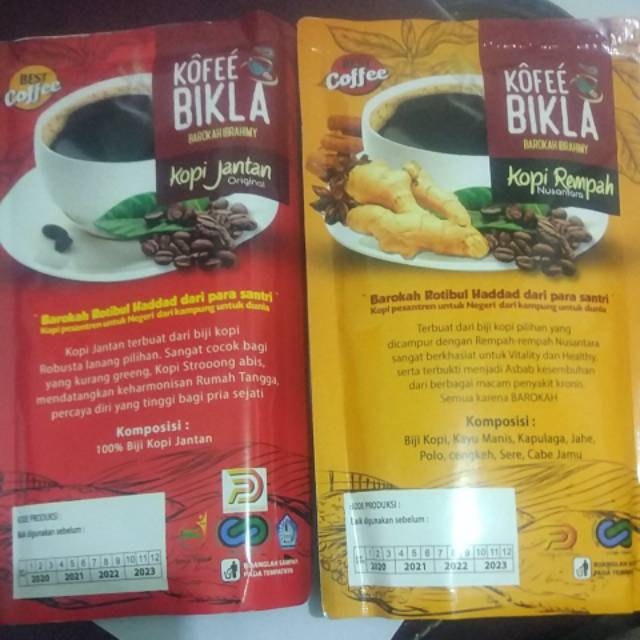 BEST
Coffee
KÔFEÉ
BIKLA
BAROKAH IBRAHIMY
Kopi Jantan
Original
"Barokah Rotibul Haddad dari para santri"
Kopi pesantren untuk Negeri dari kampung untuk dunia
Kopi Jantan terbuat dari biji kopi
Robusta lanang pilihan. Sangat cocok bagi
yang kurang greeng, Kopi Strooong abis,
mendatangkan keharmonisan Rumah Tangga,
percaya diri yang tinggi bagi pria sejati
Komposisi :
100% Biji Kopi Jantan
KODE PRODUKSI :
Baik digunakan sebelum :
1 2 3 4 5 6 7 8 9 10 11 12
2020 2021 2022 2023
BUANGLAH SAMPAH
PADA TEMPATNYA
Coffee
KÔFEÉ
BIKLA
BAROKAH IBRAHIMY
Kopi Rempah
Nusantara
"Barokah Rotibul Haddad dari para santri"
Kopi pesantren untuk Negeri dari kampung untuk dunia
Terbuat dari biji kopi pilihan yang
dicampur dengan Rempah-rempah Nusantara
sangat berkhasiat untuk Vitality dan Healthy.
serta terbukti menjadi Asbab kesembuhan
dari berbagai macam penyakit kronis.
Semua karena BAROKAH
Komposisi :
Biji Kopi, Kayu Manis, Kapulaga, Jahe,
Polo, cengkeh, Sere, Cabe Jamu
KODE PRODUKSI :
Baik digunakan sebelum :
1 2 3 4 5 6 7 8 9 10 11 12
2020 2021 2022 2023
BUANGLAH
PADA